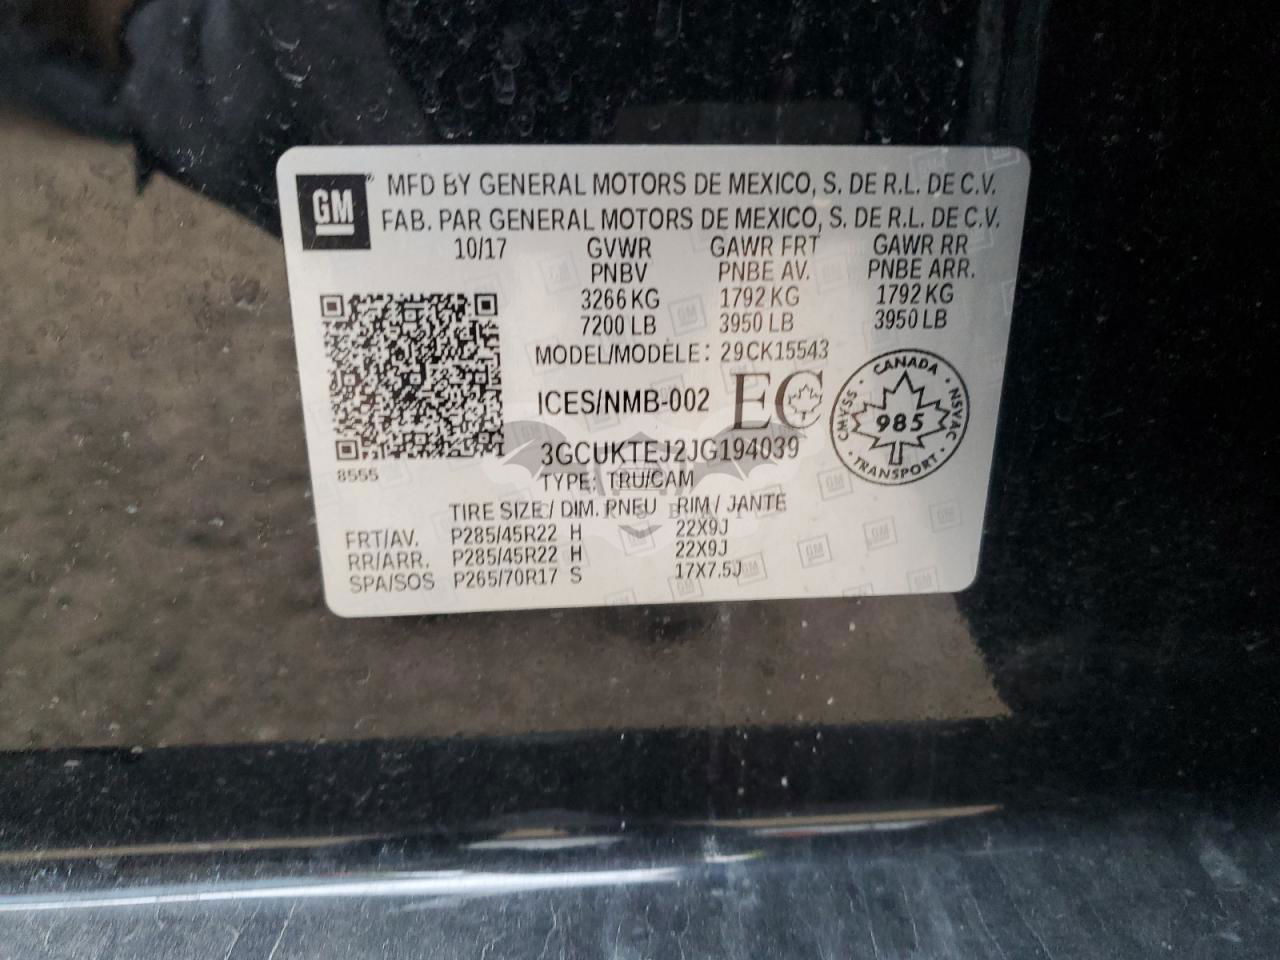 GM ®
MFD BY GENERAL MOTORS DE MEXICO, S. DE R.L. DE C.V.
FAB. PAR GENERAL MOTORS DE MEXICO, S. DE R.L. DE C.V.
10/17 GVWR GAWR FRT GAWR RR
PNBV PNBE AV. PNBE ARR.
3266 KG 1792 KG 1792 KG
7200 LB 3950 LB 3950 LB
MODEL/MODÈLE: 29CK15543
ICES/NMB-002 EC
CANADA
CMVSS · NSVAC
985
TRANSPORT
3GCUKTEJ2JG194039
8555
TYPE: TRU/CAM
TIRE SIZE / DIM. PNEU RIM / JANTE
FRT/AV. P285/45R22 H 22X9J
RR/ARR. P285/45R22 H 22X9J
SPA/SOS P265/70R17 S 17X7.5J